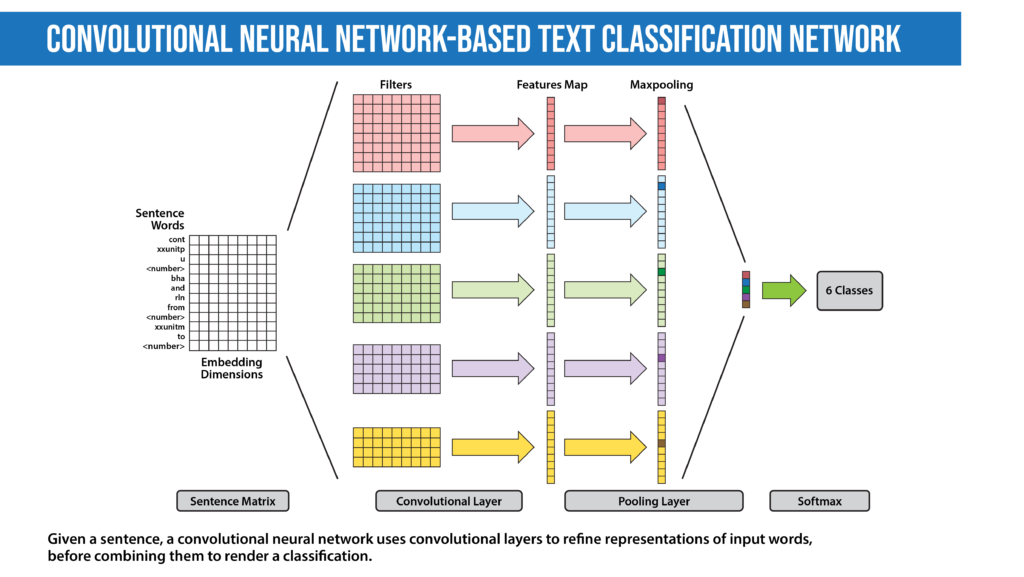 CONVOLUTIONAL NEURAL NETWORK-BASED TEXT CLASSIFICATION NETWORK
Filters
Features Map
Maxpooling
Sentence
Words
cont
xxunitp
u
<number>
bha
and
rln
from
<number>
xxunitm
to
<number>
Embedding
Dimensions
6 Classes
Sentence Matrix
Convolutional Layer
Pooling Layer
Softmax
Given a sentence, a convolutional neural network uses convolutional layers to refine representations of input words,
before combining them to render a classification.